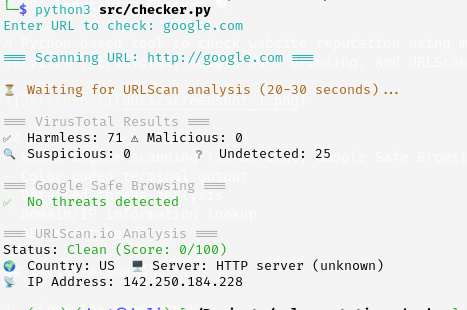 └─$ python3 src/checker.py
Enter URL to check: google.com
=== Scanning URL: http://google.com ===
⏳ Waiting for URLScan analysis (20-30 seconds)...
=== VirusTotal Results ===
✅ Harmless: 71 ⚠ Malicious: 0
🔍 Suspicious: 0 ❔ Undetected: 25
=== Google Safe Browsing ===
✅ No threats detected
=== URLScan.io Analysis ===
Status: Clean (Score: 0/100)
🌍 Country: US 🖥 Server: HTTP server (unknown)
📡 IP Address: 142.250.184.228